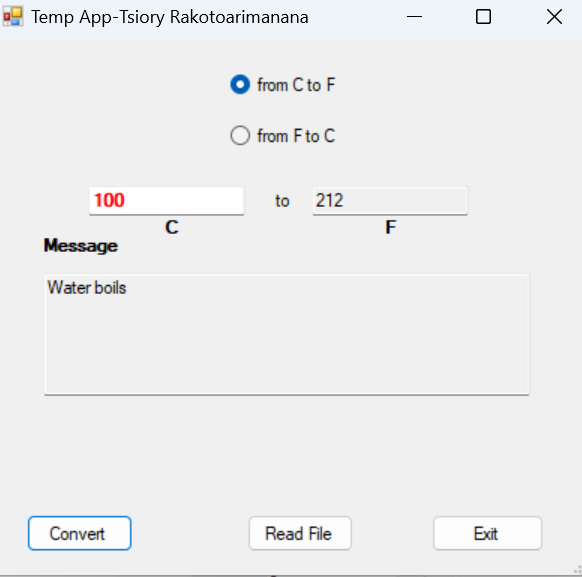 Temp App-Tsiory Rakotoarimanana
from C to F
from F to C
100 to 212
C F
Message
Water boils
Convert Read File Exit